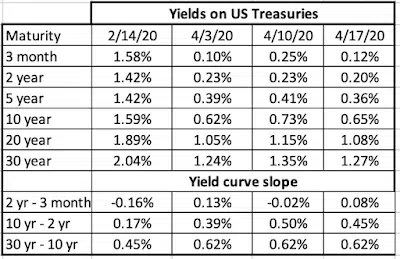 Yields on US Treasuries
Maturity 2/14/20 4/3/20 4/10/20 4/17/20
3 month 1.58% 0.10% 0.25% 0.12%
2 year 1.42% 0.23% 0.23% 0.20%
5 year 1.42% 0.39% 0.41% 0.36%
10 year 1.59% 0.62% 0.73% 0.65%
20 year 1.89% 1.05% 1.15% 1.08%
30 year 2.04% 1.24% 1.35% 1.27%
Yield curve slope
2 yr - 3 month -0.16% 0.13% -0.02% 0.08%
10 yr - 2 yr 0.17% 0.39% 0.50% 0.45%
30 yr - 10 yr 0.45% 0.62% 0.62% 0.62%